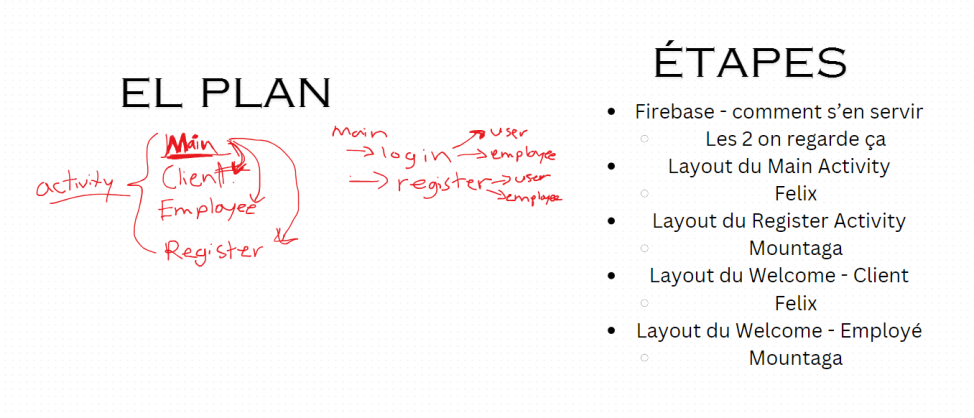 EL PLAN
activity
Main
Client
Employee
Register
Main
→ login → user
→ employee
→ register → user
→ employee
ÉTAPES
• Firebase - comment s’en servir
○ Les 2 on regarde ça
• Layout du Main Activity
○ Felix
• Layout du Register Activity
○ Mountaga
• Layout du Welcome - Client
○ Felix
• Layout du Welcome - Employé
○ Mountaga